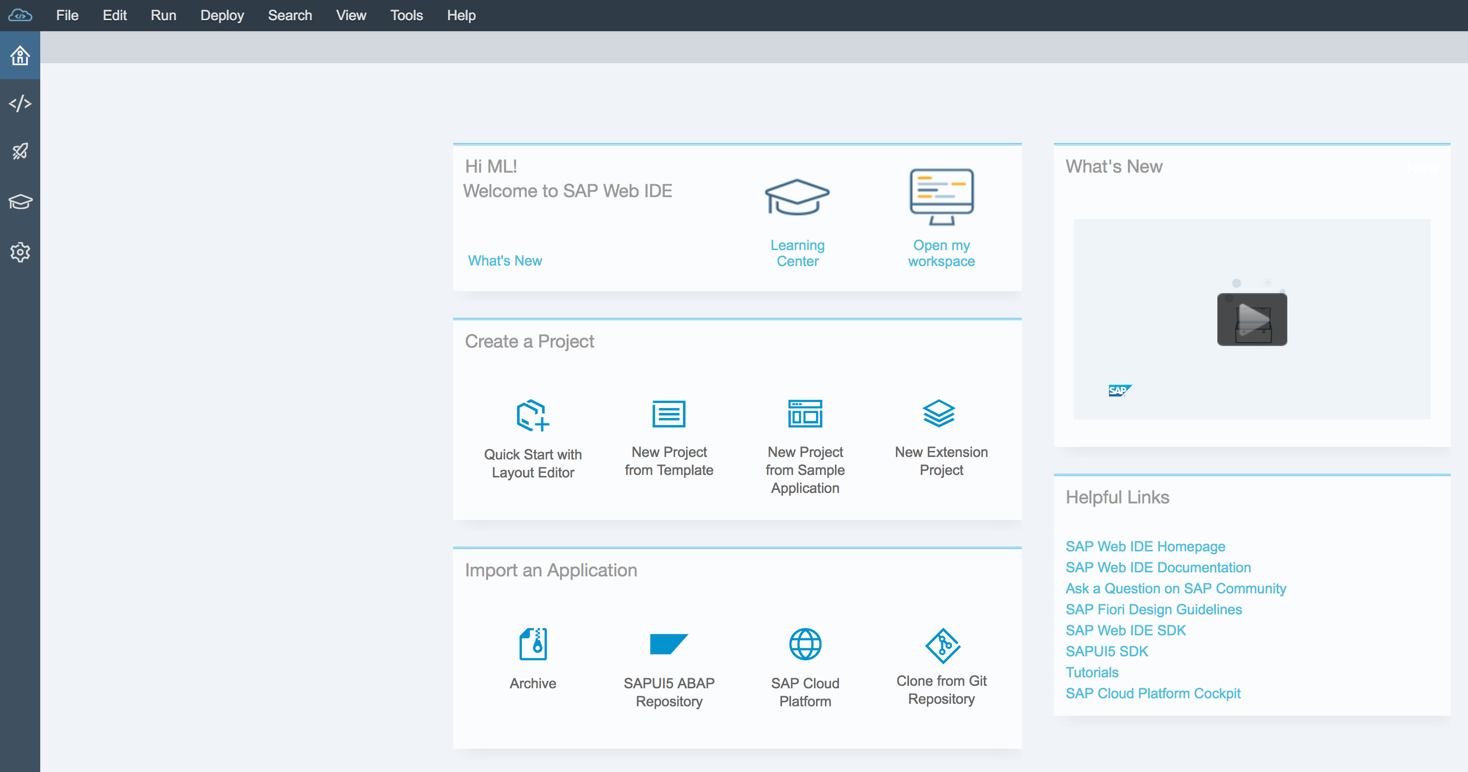 File Edit Run Deploy Search View Tools Help
Hi ML!
Welcome to SAP Web IDE
What's New
Learning
Center
Open my
workspace
Create a Project
Quick Start with
Layout Editor
New Project
from Template
New Project
from Sample
Application
New Extension
Project
Import an Application
Archive
SAPUI5 ABAP
Repository
SAP Cloud
Platform
Clone from Git
Repository
What's New
SAP
Helpful Links
SAP Web IDE Homepage
SAP Web IDE Documentation
Ask a Question on SAP Community
SAP Fiori Design Guidelines
SAP Web IDE SDK
SAPUI5 SDK
Tutorials
SAP Cloud Platform Cockpit